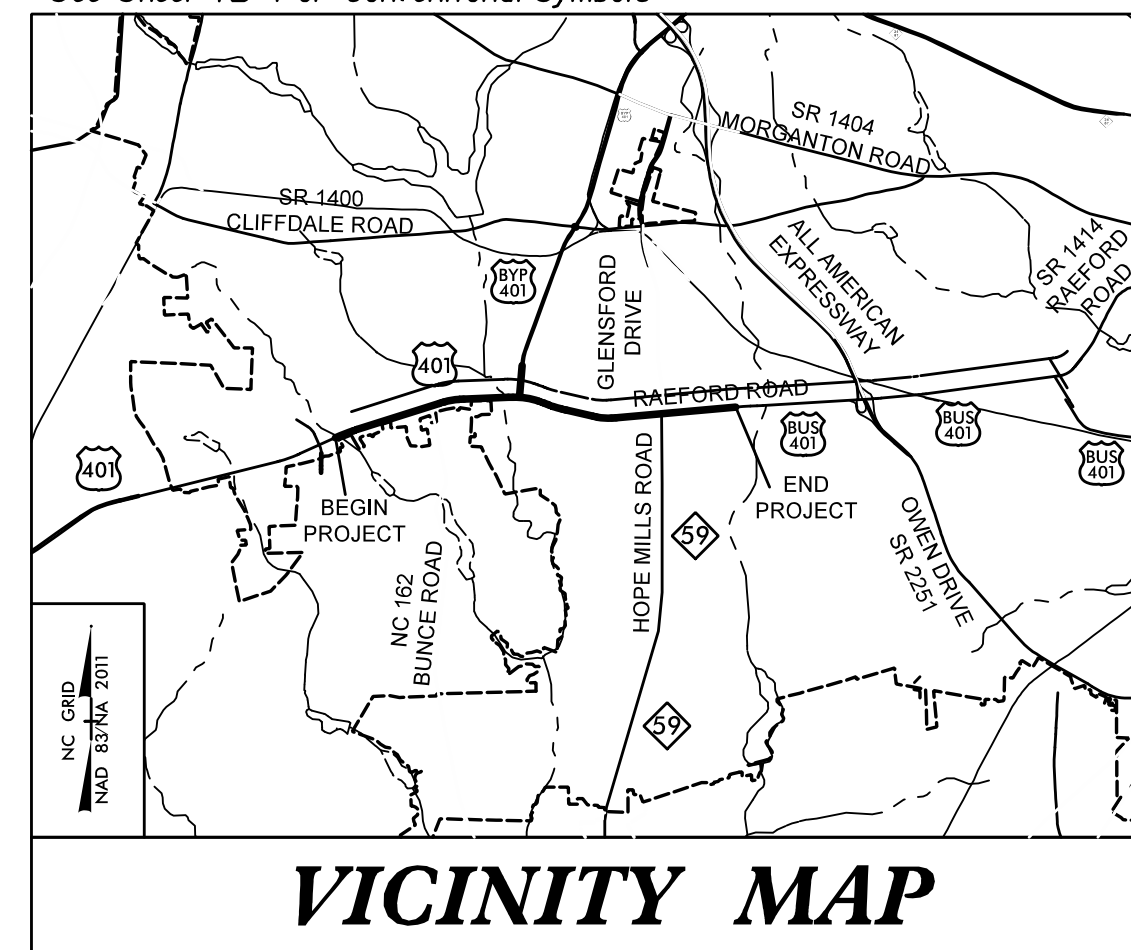 See Sheet 1B For Conventional Symbols
SR 1404
MORGANTON ROAD
SR 1400
CLIFFDALE ROAD
BYP
401
GLENSFORD
DRIVE
ALL AMERICAN
EXPRESSWAY
SR 1414
RAEFORD
ROAD
401
RAEFORD ROAD
BUS
401
BUS
401
BUS
401
401
BEGIN
PROJECT
END
PROJECT
HOPE MILLS ROAD
59
NC 162
BUNCE ROAD
OWEN DRIVE
SR 2251
59
NC GRID
NAD 83/NA 2011
VICINITY MAP